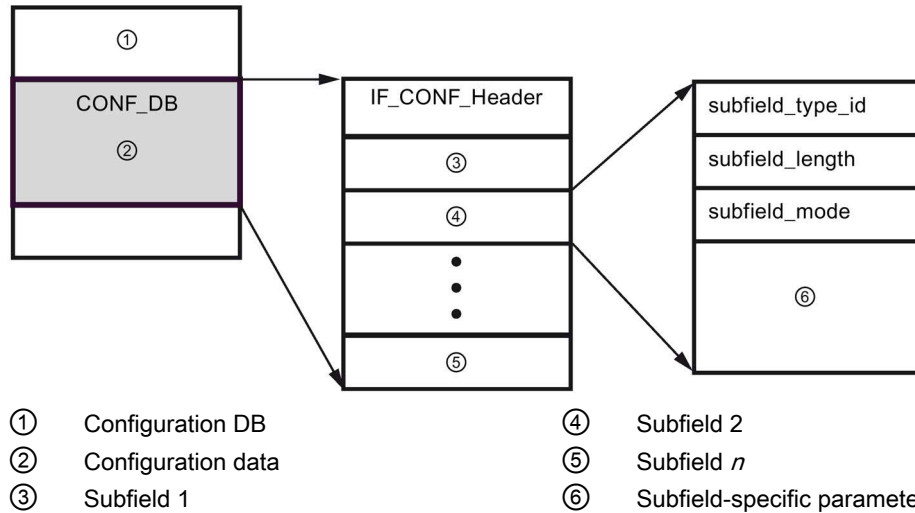 ①
CONF_DB
②
IF_CONF_Header
③
④
⑤
subfield_type_id
subfield_length
subfield_mode
⑥
① Configuration DB
② Configuration data
③ Subfield 1
④ Subfield 2
⑤ Subfield n
⑥ Subfield-specific paramete